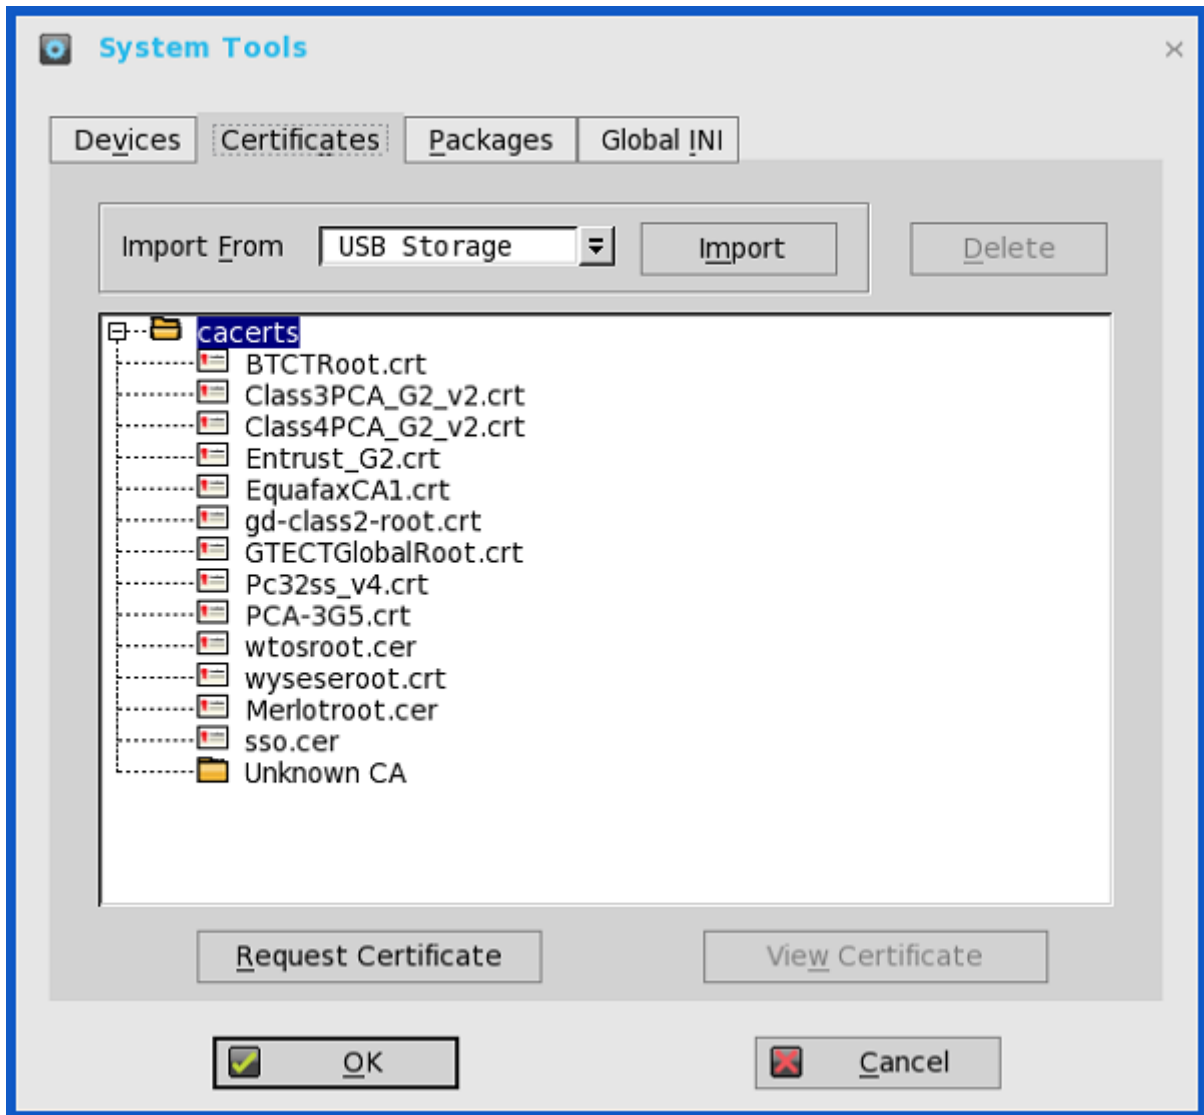 System Tools
Devices Certificates Packages Global INI
Import From USB Storage Import Delete
cacerts
BTCTRoot.crt
Class3PCA_G2_v2.crt
Class4PCA_G2_v2.crt
Entrust_G2.crt
EquafaxCA1.crt
gd-class2-root.crt
GTECTGlobalRoot.crt
Pc32ss_v4.crt
PCA-3G5.crt
wtosroot.cer
wyseseroot.crt
Merlotroot.cer
sso.cer
Unknown CA
Request Certificate View Certificate
OK Cancel